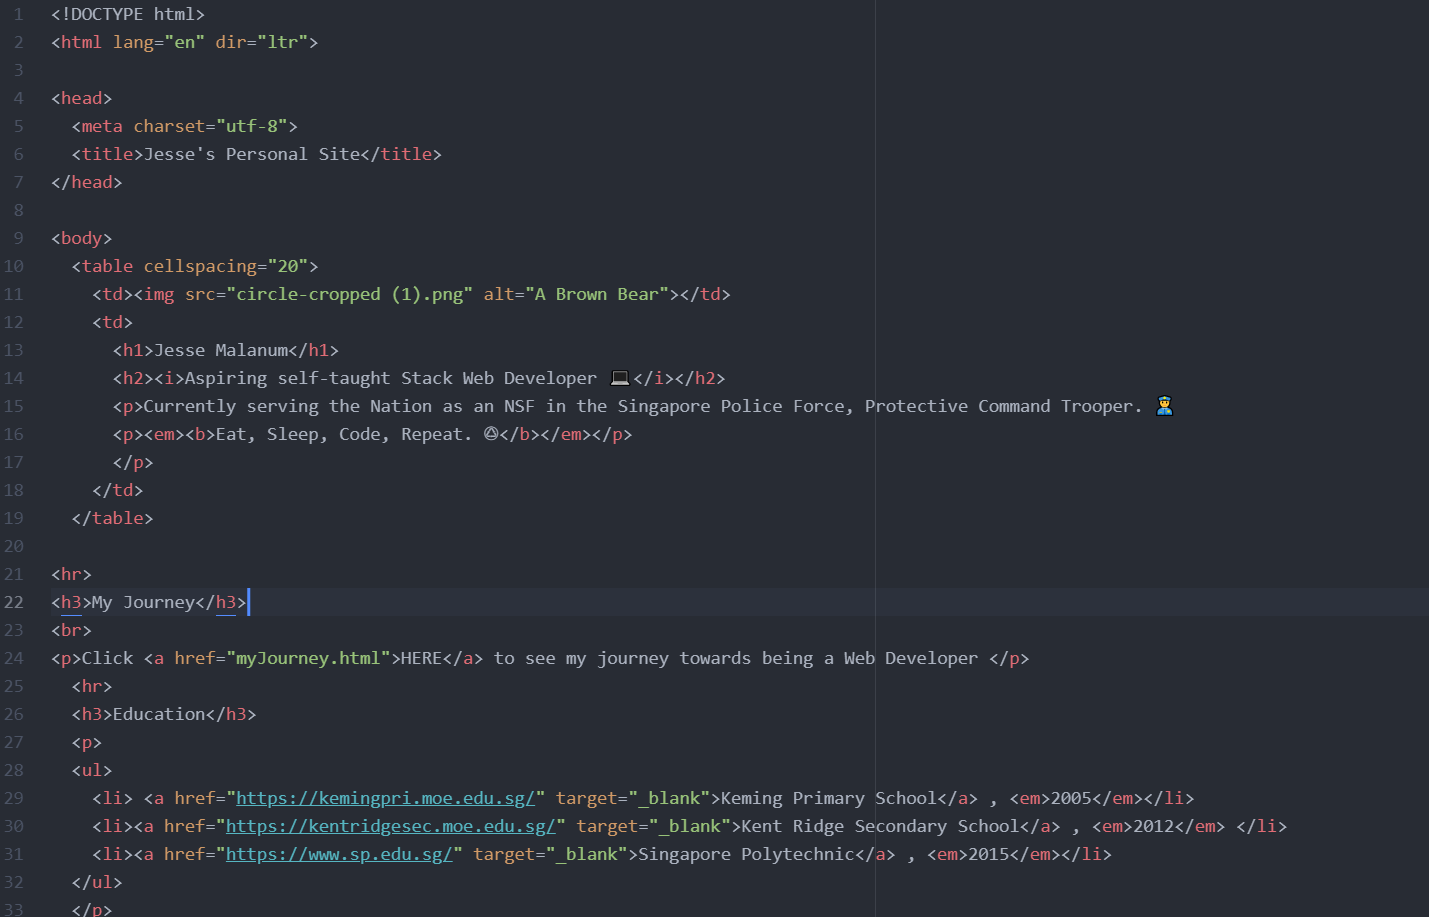 1 <!DOCTYPE html>
2 <html lang="en" dir="ltr">
3
4 <head>
5   <meta charset="utf-8">
6   <title>Jesse's Personal Site</title>
7 </head>
8
9 <body>
10   <table cellspacing="20">
11     <td><img src="circle-cropped (1).png" alt="A Brown Bear"></td>
12     <td>
13       <h1>Jesse Malanum</h1>
14       <h2><i>Aspiring self-taught Stack Web Developer 💻</i></h2>
15       <p>Currently serving the Nation as an NSF in the Singapore Police Force, Protective Command Trooper. 👮
16       <p><em><b>Eat, Sleep, Code, Repeat. ♼</b></em></p>
17       </p>
18     </td>
19   </table>
20
21 <hr>
22 <h3>My Journey</h3>
23 <br>
24 <p>Click <a href="myJourney.html">HERE</a> to see my journey towards being a Web Developer </p>
25   <hr>
26   <h3>Education</h3>
27   <p>
28   <ul>
29     <li> <a href="https://kemingpri.moe.edu.sg/" target="_blank">Keming Primary School</a> , <em>2005</em></li>
30     <li><a href="https://kentridgesec.moe.edu.sg/" target="_blank">Kent Ridge Secondary School</a> , <em>2012</em> </li>
31     <li><a href="https://www.sp.edu.sg/" target="_blank">Singapore Polytechnic</a> , <em>2015</em></li>
32   </ul>
33   </p>